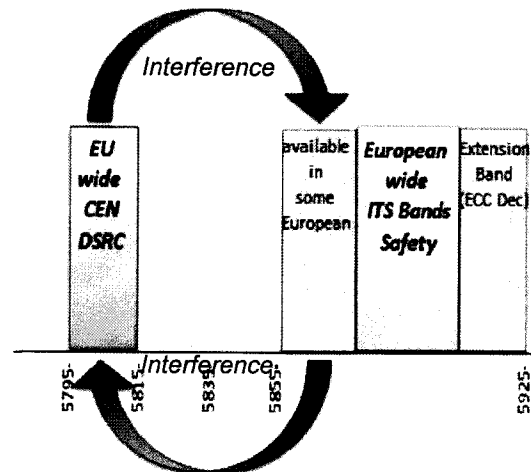 Interference
EU
wide
CEN
DSRC
available
in
some
European
European
wide
ITS Bands
Safety
Extension
Band
(ECC Dec)
Interference
5795-
5815-
5835-
5855-
5925-